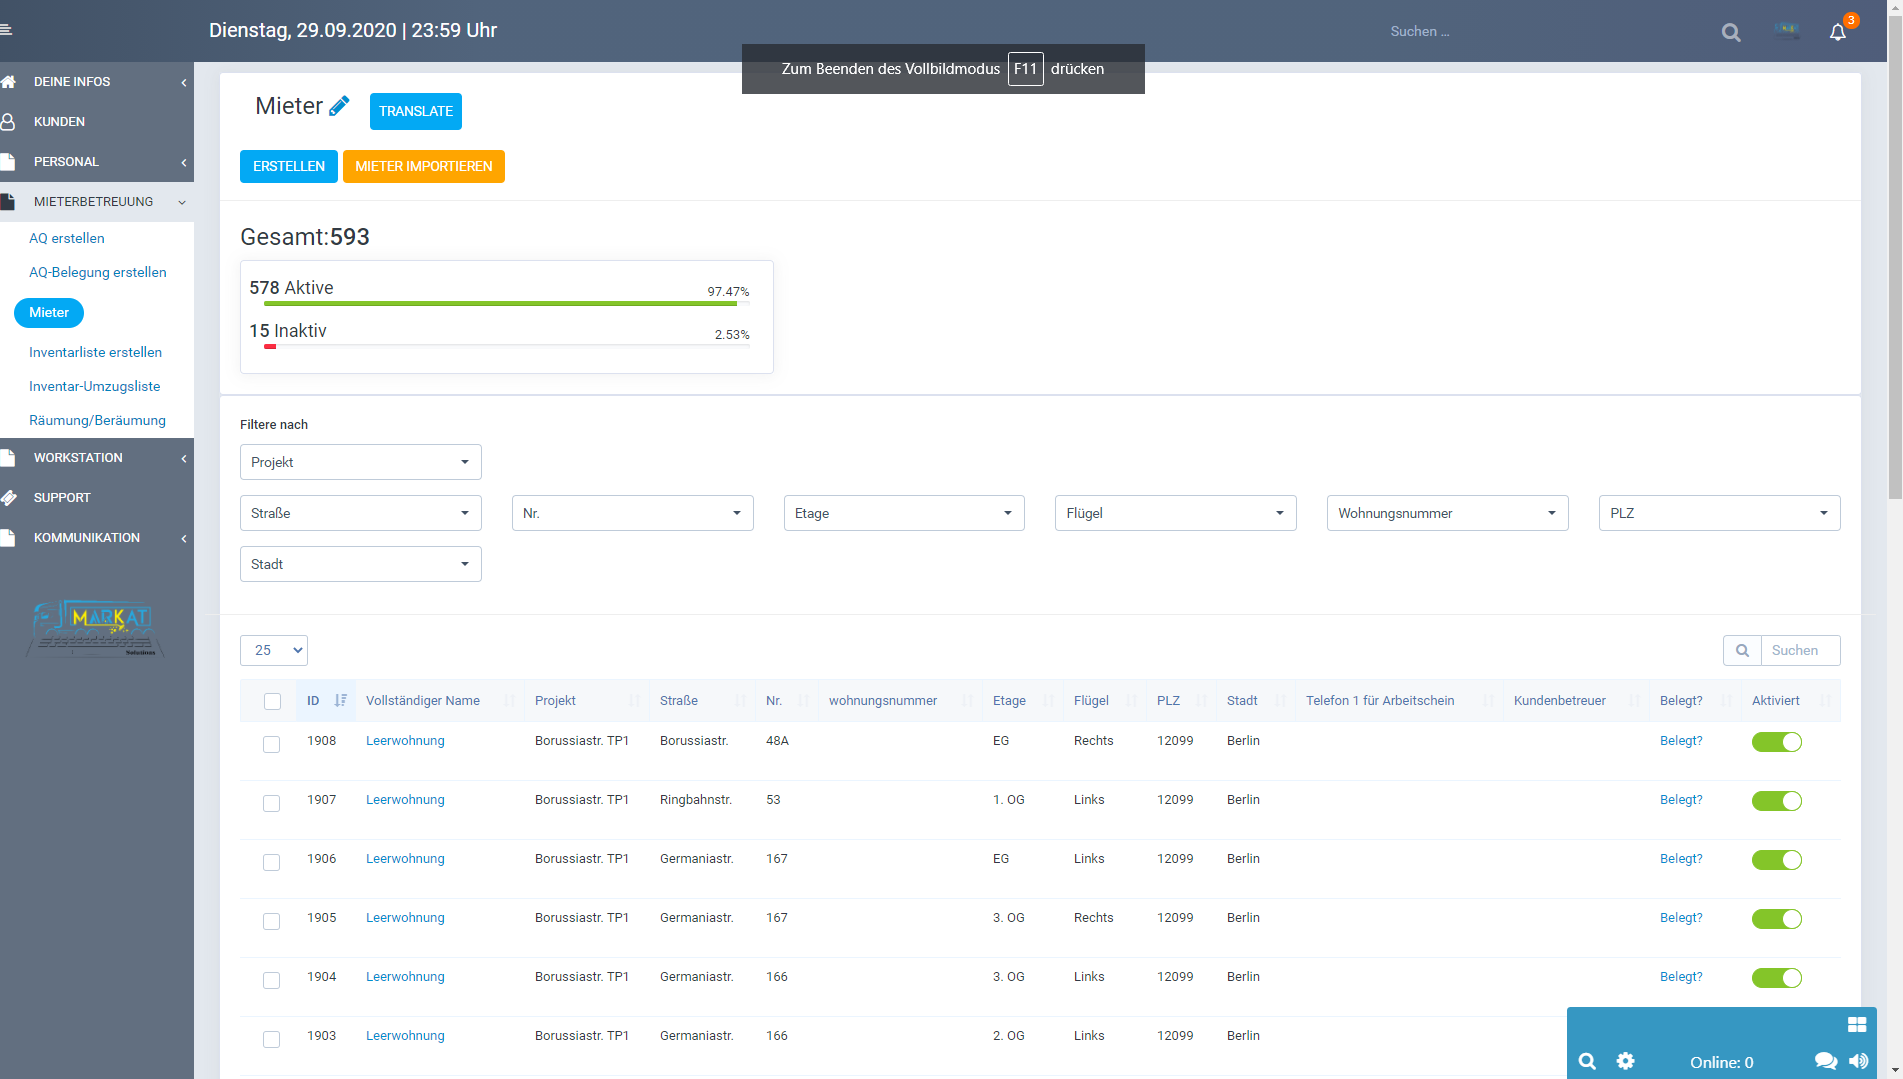 Dienstag, 29.09.2020 | 23:59 Uhr
Suchen ...
3
Zum Beenden des Vollbildmodus F11 drücken
DEINE INFOS
KUNDEN
PERSONAL
MIETERBETREUUNG
AQ erstellen
AQ-Belegung erstellen
Mieter
Inventarliste erstellen
Inventar-Umzugsliste
Räumung/Beräumung
WORKSTATION
SUPPORT
KOMMUNIKATION
MARKAT
Solutions
Mieter
TRANSLATE
ERSTELLEN
MIETER IMPORTIEREN
Gesamt:593
578 Aktive
97.47%
15 Inaktiv
2.53%
Filtere nach
Projekt
Straße Nr. Etage Flügel Wohnungsnummer PLZ
Stadt
25
Suchen
ID Vollständiger Name Projekt Straße Nr. wohnungsnummer Etage Flügel PLZ Stadt Telefon 1 für Arbeitschein Kundenbetreuer Belegt? Aktiviert
1908 Leerwohnung Borussiastr. TP1 Borussiastr. 48A EG Rechts 12099 Berlin Belegt?
1907 Leerwohnung Borussiastr. TP1 Ringbahnstr. 53 1. OG Links 12099 Berlin Belegt?
1906 Leerwohnung Borussiastr. TP1 Germaniastr. 167 EG Links 12099 Berlin Belegt?
1905 Leerwohnung Borussiastr. TP1 Germaniastr. 167 3. OG Rechts 12099 Berlin Belegt?
1904 Leerwohnung Borussiastr. TP1 Germaniastr. 166 3. OG Links 12099 Berlin Belegt?
1903 Leerwohnung Borussiastr. TP1 Germaniastr. 166 2. OG Links 12099 Berlin
Online: 0